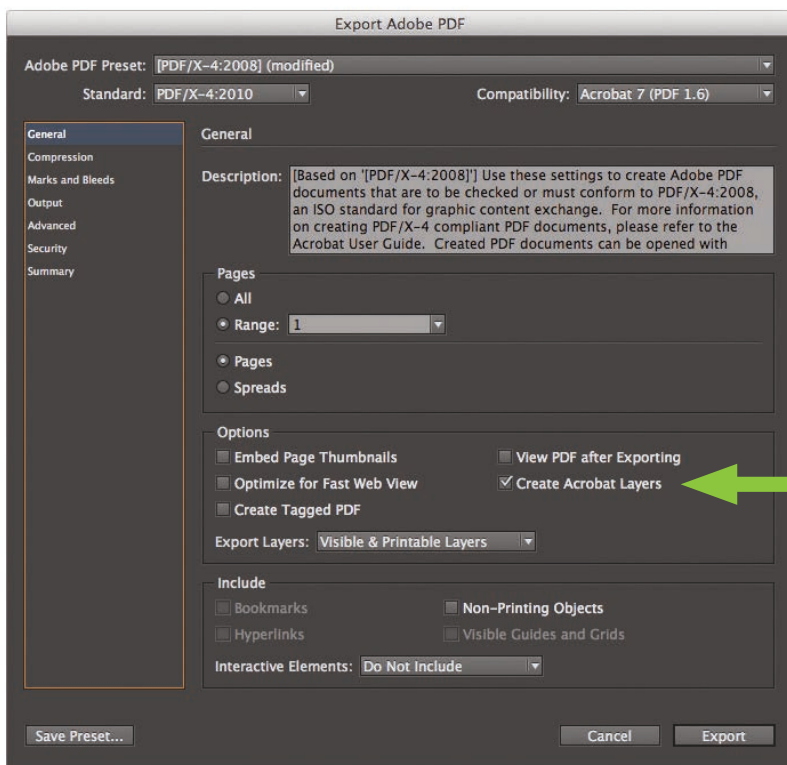 Export Adobe PDF
Adobe PDF Preset: [PDF/X-4:2008] (modified)
Standard: PDF/X-4:2010 Compatibility: Acrobat 7 (PDF 1.6)
General
Compression
Marks and Bleeds
Output
Advanced
Security
Summary
General
Description: [Based on '[PDF/X-4:2008]'] Use these settings to create Adobe PDF
documents that are to be checked or must conform to PDF/X-4:2008,
an ISO standard for graphic content exchange.  For more information
on creating PDF/X-4 compliant PDF documents, please refer to the
Acrobat User Guide.  Created PDF documents can be opened with
Pages
All
Range: 1
Pages
Spreads
Options
Embed Page Thumbnails View PDF after Exporting
Optimize for Fast Web View Create Acrobat Layers
Create Tagged PDF
Export Layers: Visible & Printable Layers
Include
Bookmarks Non-Printing Objects
Hyperlinks Visible Guides and Grids
Interactive Elements: Do Not Include
Save Preset... Cancel Export